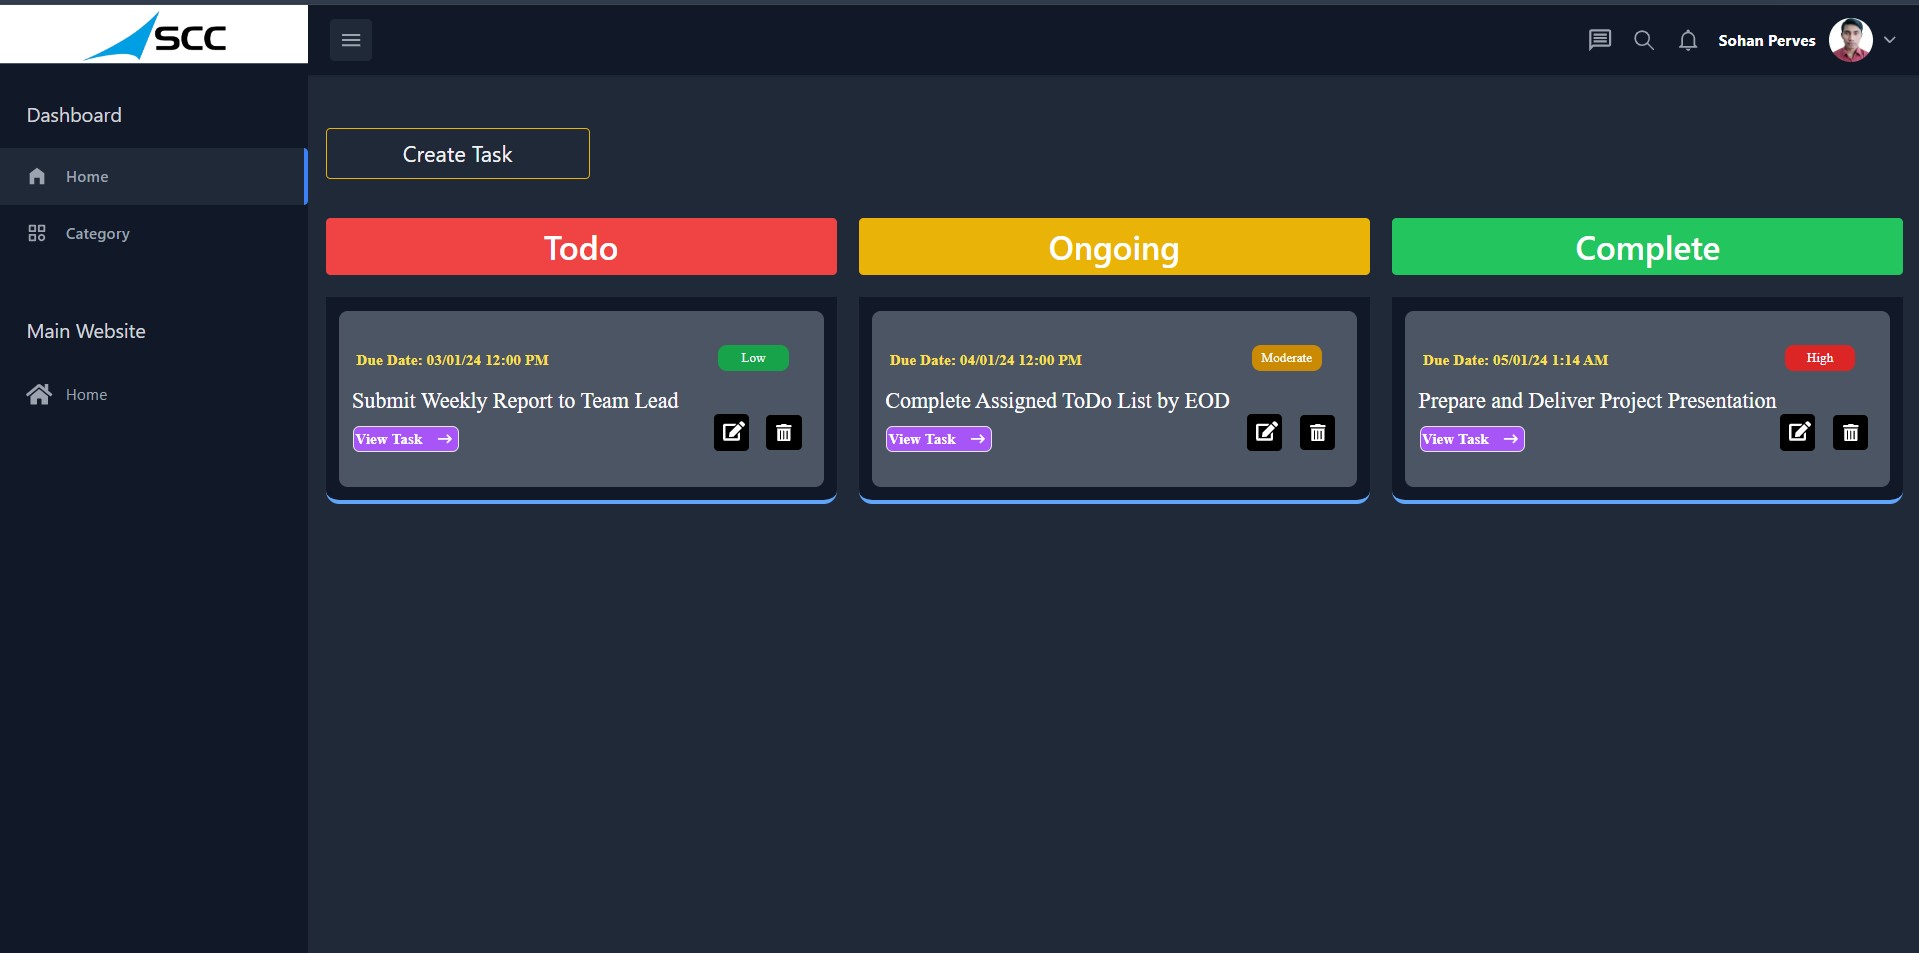 SCC
Sohan Perves
Dashboard
Home
Category
Main Website
Home
Create Task
Todo
Ongoing
Complete
Due Date: 03/01/24 12:00 PM
Low
Submit Weekly Report to Team Lead
View Task →
Due Date: 04/01/24 12:00 PM
Moderate
Complete Assigned ToDo List by EOD
View Task →
Due Date: 05/01/24 1:14 AM
High
Prepare and Deliver Project Presentation
View Task →